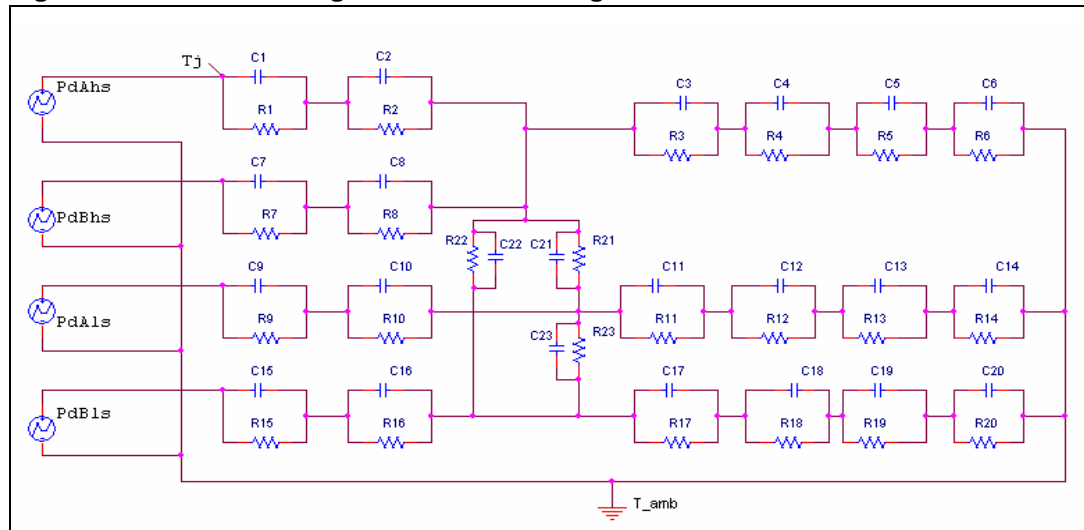 Tj
C1 C2
PdAhs
C3 C4 C5 C6
R1 R2
R3 R4 R5 R6
C7 C8
PdBhs
R7 R8
R22 C22 C21 R21
C9 C10
C11 C12 C13 C14
PdAls
R9 R10
R11 R12 R13 R14
C23 R23
C15 C16
C17 C18 C19 C20
PdBls
R15 R16
R17 R18 R19 R20
T_amb